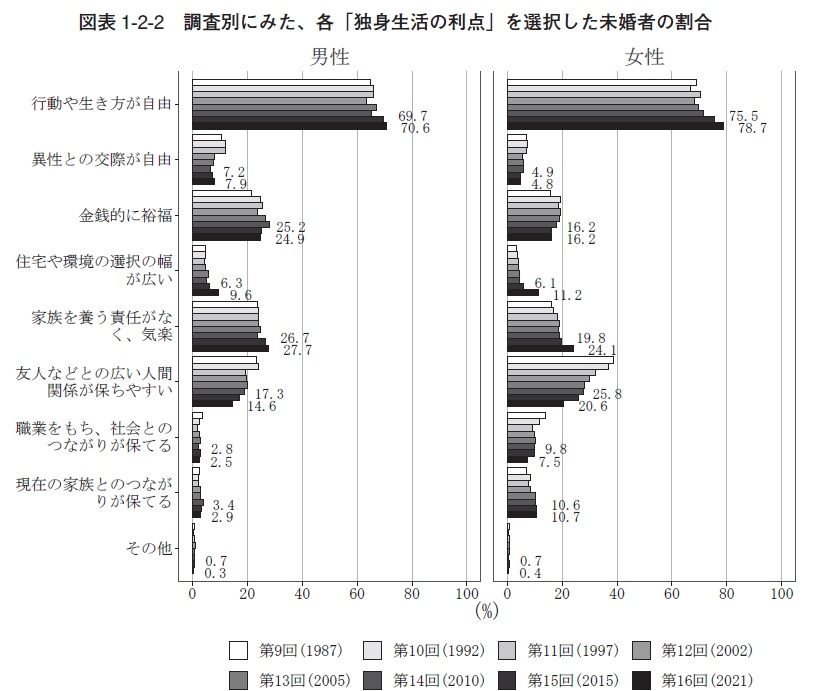 図表 1-2-2　調査別にみた、各「独身生活の利点」を選択した未婚者の割合
男性
女性
行動や生き方が自由
69.7
70.6
75.5
78.7
異性との交際が自由
7.2
7.9
4.9
4.8
金銭的に裕福
25.2
24.9
16.2
16.2
住宅や環境の選択の幅
が広い
6.3
9.6
6.1
11.2
家族を養う責任がな
く、気楽
26.7
27.7
19.8
24.1
友人などとの広い人間
関係が保ちやすい
17.3
14.6
25.8
20.6
職業をもち、社会との
つながりが保てる
2.8
2.5
9.8
7.5
現在の家族とのつなが
りが保てる
3.4
2.9
10.6
10.7
その他
0.7
0.3
0.7
0.4
0 20 40 60 80 100
0 20 40 60 80 100
(%)
第9回(1987) 第10回(1992) 第11回(1997) 第12回(2002)
第13回(2005) 第14回(2010) 第15回(2015) 第16回(2021)